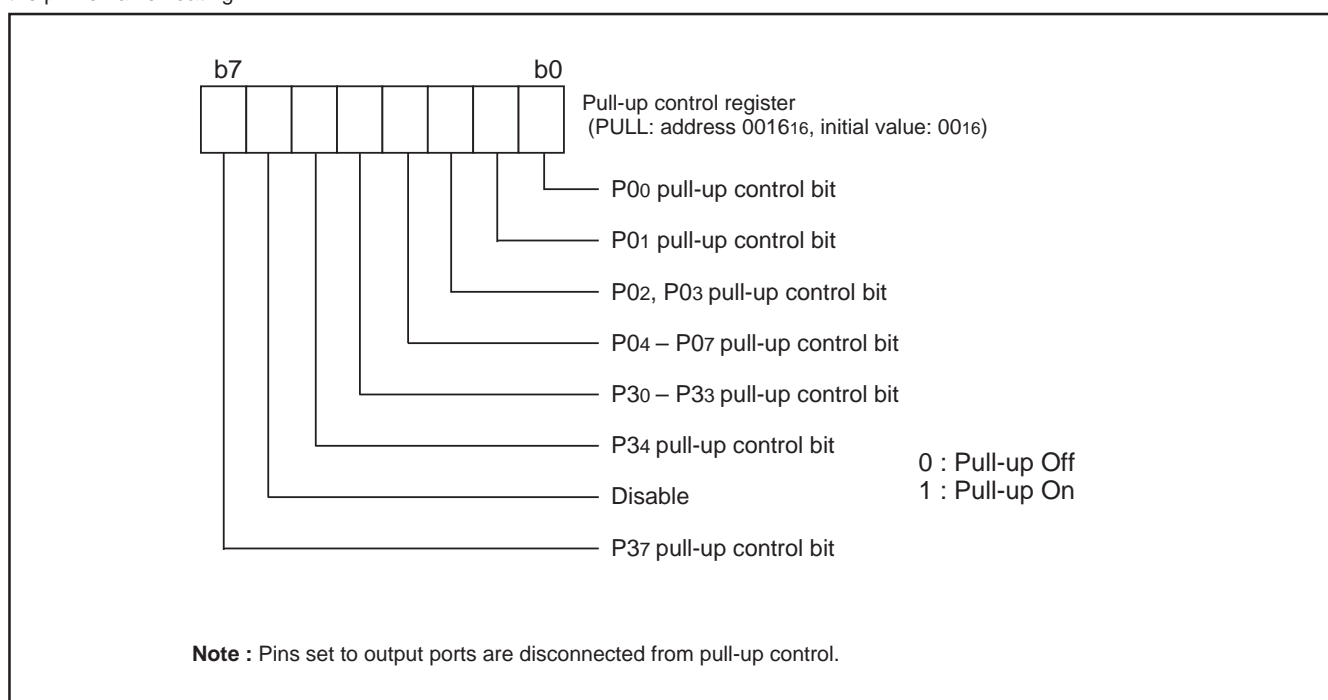 b7 b0
Pull-up control register
(PULL: address 001616, initial value: 0016)
P00 pull-up control bit
P01 pull-up control bit
P02, P03 pull-up control bit
P04 – P07 pull-up control bit
P30 – P33 pull-up control bit
P34 pull-up control bit
0 : Pull-up Off
1 : Pull-up On
Disable
P37 pull-up control bit
Note : Pins set to output ports are disconnected from pull-up control.